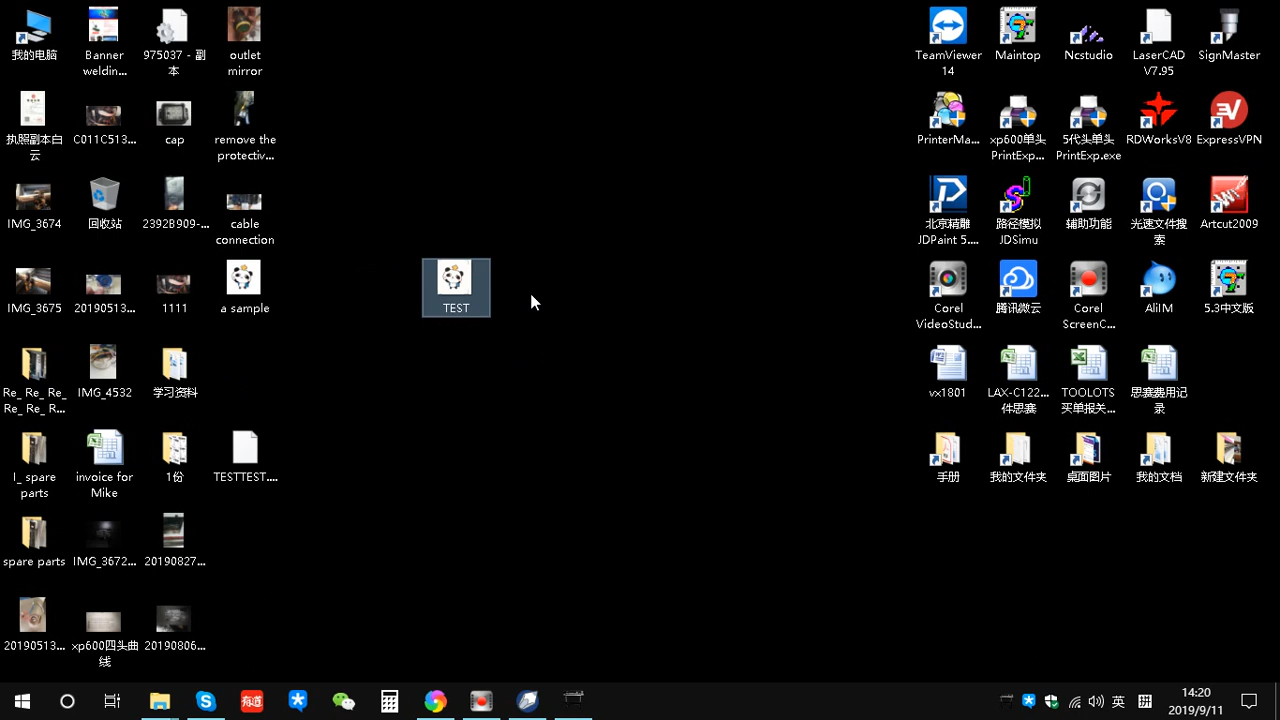 我的电脑
Banner
weldin...
975037 - 副
本
outlet
mirror
执照副本白
云
C011C513...
cap
remove the
protectiv...
IMG_3674
回收站
2392B909-...
cable
connection
IMG_3675
20190513...
1111
a sample
TEST
Re_ Re_ Re_
Re_ Re_ R...
IMG_4532
学习资料
I_ spare
parts
invoice for
Mike
1份
TESTTEST....
spare parts
IMG_3672...
20190827...
20190513...
xp600四头曲
线
20190806...
TeamViewer
14
Maintop
Ncstudio
LaserCAD
V7.95
SignMaster
PrinterMa...
xp600单头
PrintExp...
5代头单头
PrintExp.exe
RDWorksV8
ExpressVPN
北京精雕
JDPaint 5....
路径模拟
JDSimu
辅助功能
光速文件搜
索
Artcut2009
Corel
VideoStud...
腾讯微云
Corel
ScreenC...
AliIM
5.3中文版
vx1801
LAX-C122...
件思赛
TOOLOTS
买单报关...
思赛费用记
录
手册
我的文件夹
桌面图片
我的文档
新建文件夹
有道
英
14:20
2019/9/11